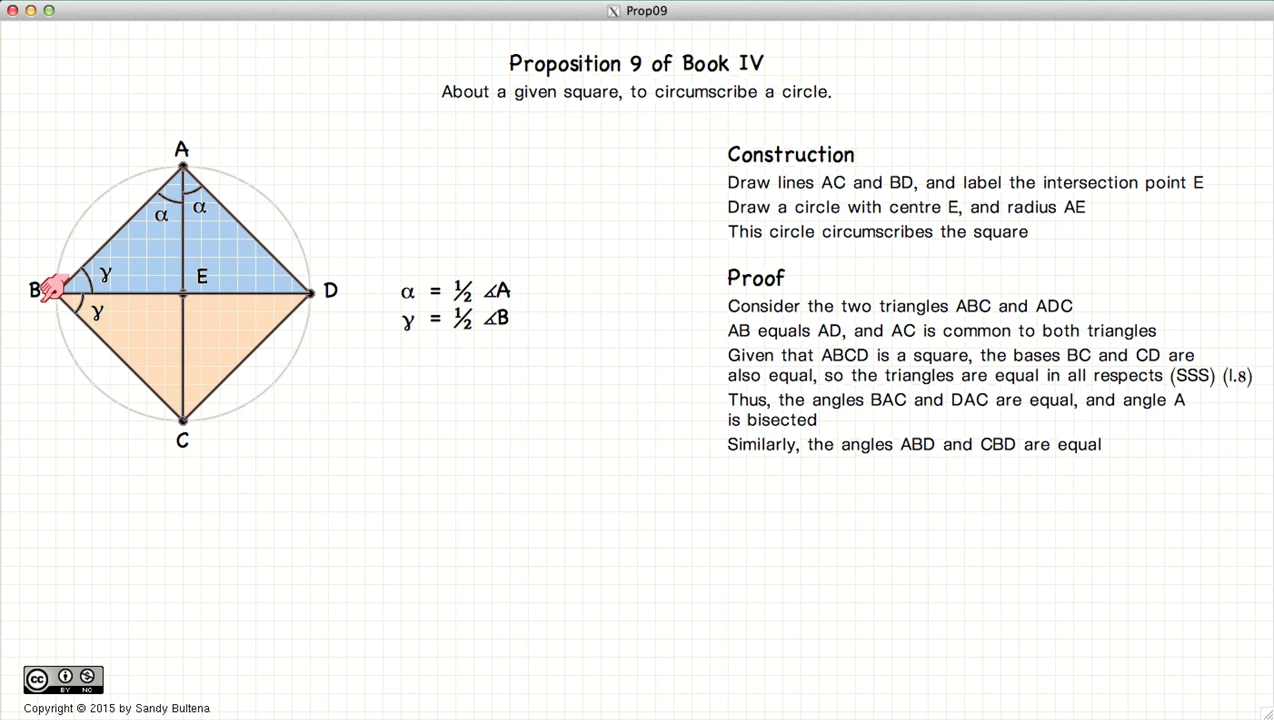 Prop09
Proposition 9 of Book IV
About a given square, to circumscribe a circle.
A
α α
γ
E
B
D
γ
C
α = ½ ∡A
γ = ½ ∡B
Construction
Draw lines AC and BD, and label the intersection point E
Draw a circle with centre E, and radius AE
This circle circumscribes the square
Proof
Consider the two triangles ABC and ADC
AB equals AD, and AC is common to both triangles
Given that ABCD is a square, the bases BC and CD are
also equal, so the triangles are equal in all respects (SSS) (I.8)
Thus, the angles BAC and DAC are equal, and angle A
is bisected
Similarly, the angles ABD and CBD are equal
cc
BY NC
Copyright © 2015 by Sandy Bultena